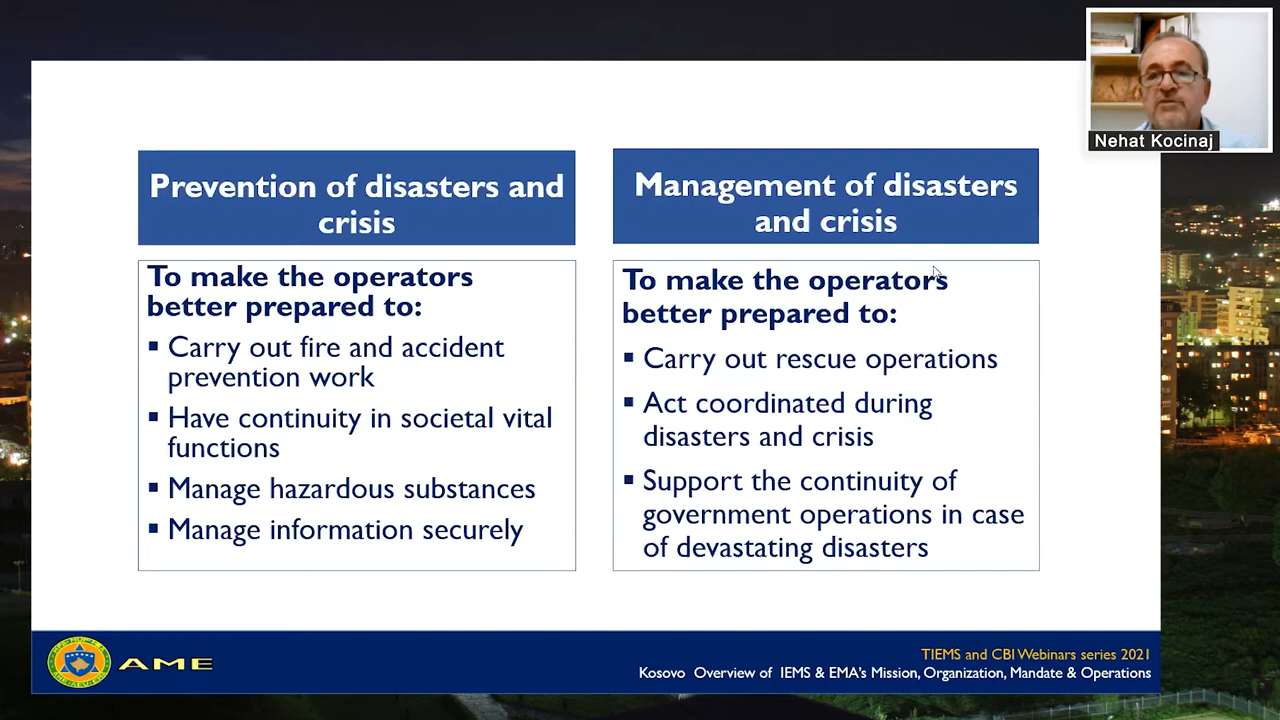 Nehat Kocinaj
Prevention of disasters and
crisis
To make the operators
better prepared to:
▪ Carry out fire and accident
prevention work
▪ Have continuity in societal vital
functions
▪ Manage hazardous substances
▪ Manage information securely
Management of disasters
and crisis
To make the operators
better prepared to:
▪ Carry out rescue operations
▪ Act coordinated during
disasters and crisis
▪ Support the continuity of
government operations in case
of devastating disasters
AME
TIEMS and CBI Webinars series 2021
Kosovo Overview of IEMS & EMA's Mission, Organization, Mandate & Operations